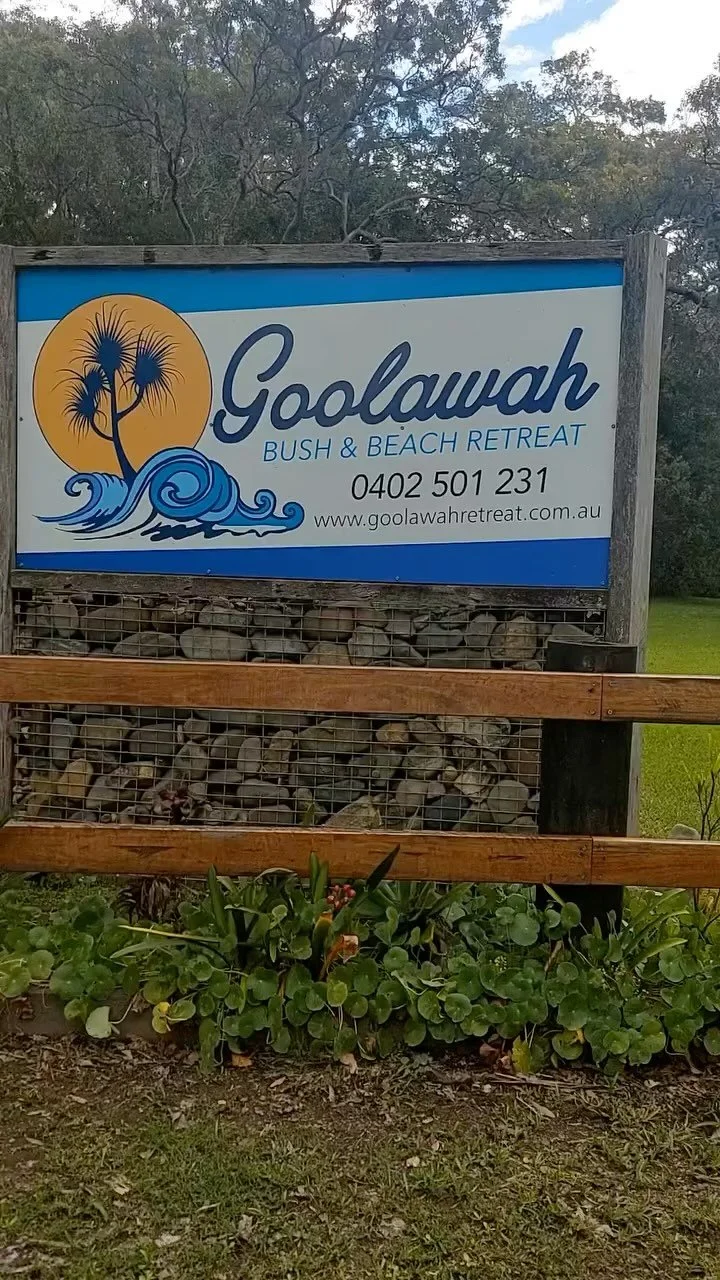 Goolawah
BUSH & BEACH RETREAT
0402 501 231
www.goolawahretreat.com.au